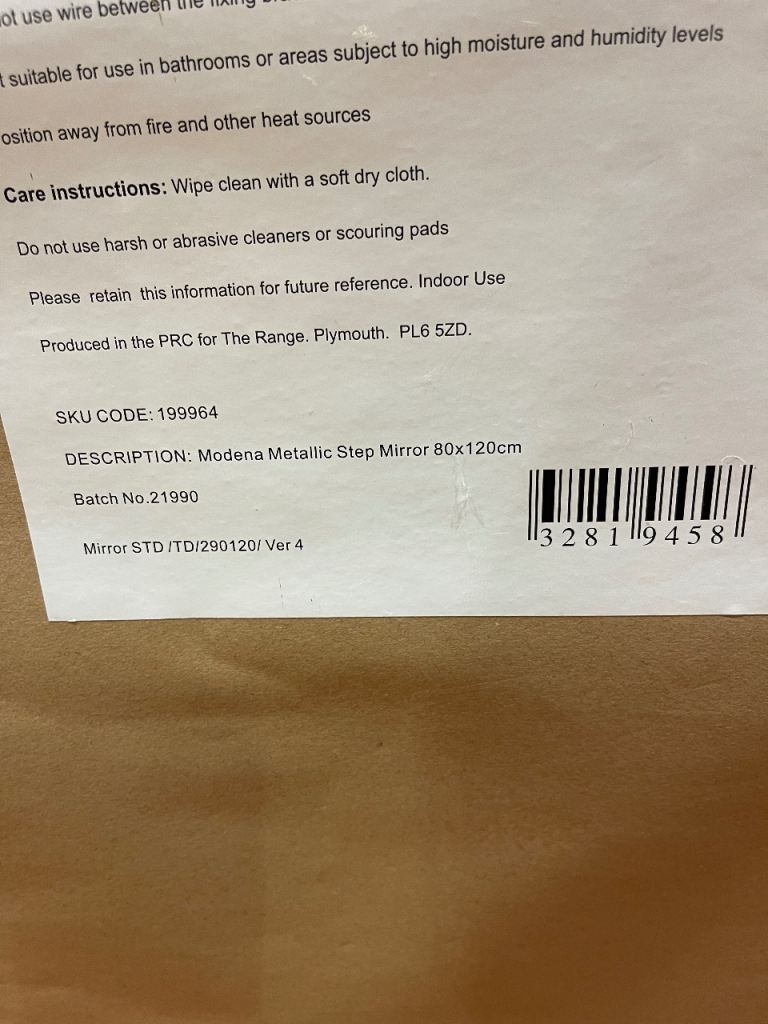 ot use wire between the fixing
suitable for use in bathrooms or areas subject to high moisture and humidity levels
osition away from fire and other heat sources
Care instructions: Wipe clean with a soft dry cloth.
Do not use harsh or abrasive cleaners or scouring pads
Please retain this information for future reference. Indoor Use
Produced in the PRC for The Range. Plymouth. PL6 5ZD.
SKU CODE: 199964
DESCRIPTION: Modena Metallic Step Mirror 80x120cm
Batch No.21990
Mirror STD /TD/290120/ Ver 4
3281 9458